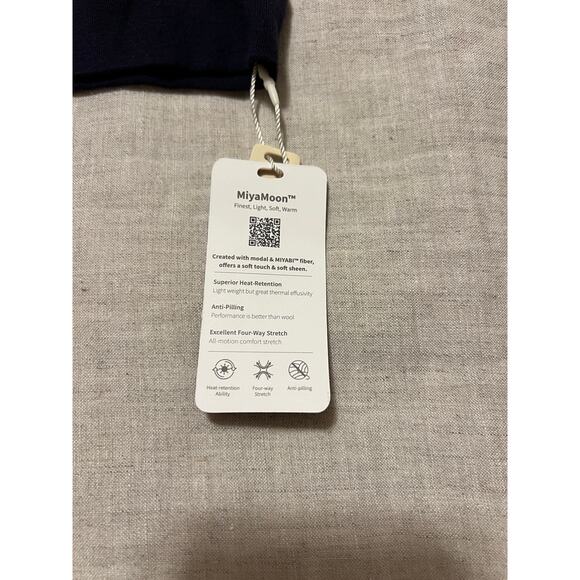 MiyaMoon™
Finest, Light, Soft, Warm
Created with modal & MIYABI™ fiber,
offers a soft touch & soft sheen.
Superior Heat-Retention
Light weight but great thermal effusivity
Anti-Pilling
Performance is better than wool
Excellent Four-Way Stretch
All-motion comfort stretch
Heat-retention
Ability
Four-way
Stretch
Anti-pilling